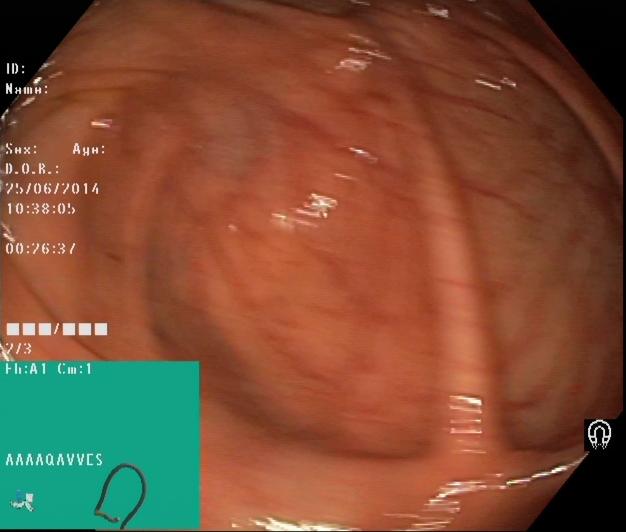 ID:
Name:
Sex: Age:
D.O.B.:
25/06/2014
10:38:05
00:26:37
■■■/■■■
2/3
Eh:A1 Cm:1
AAAAQAVVES